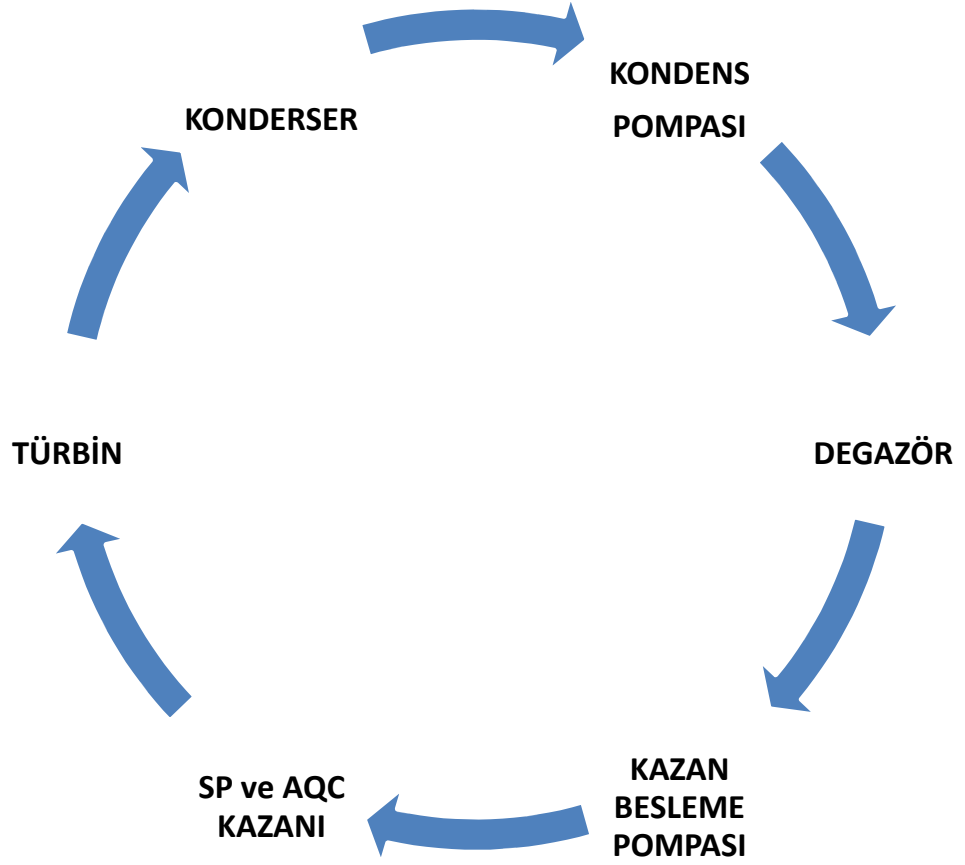 KONDERSER
KONDENS
POMPASI
DEGAZÖR
KAZAN
BESLEME
POMPASI
SP ve AQC
KAZANI
TÜRBİN